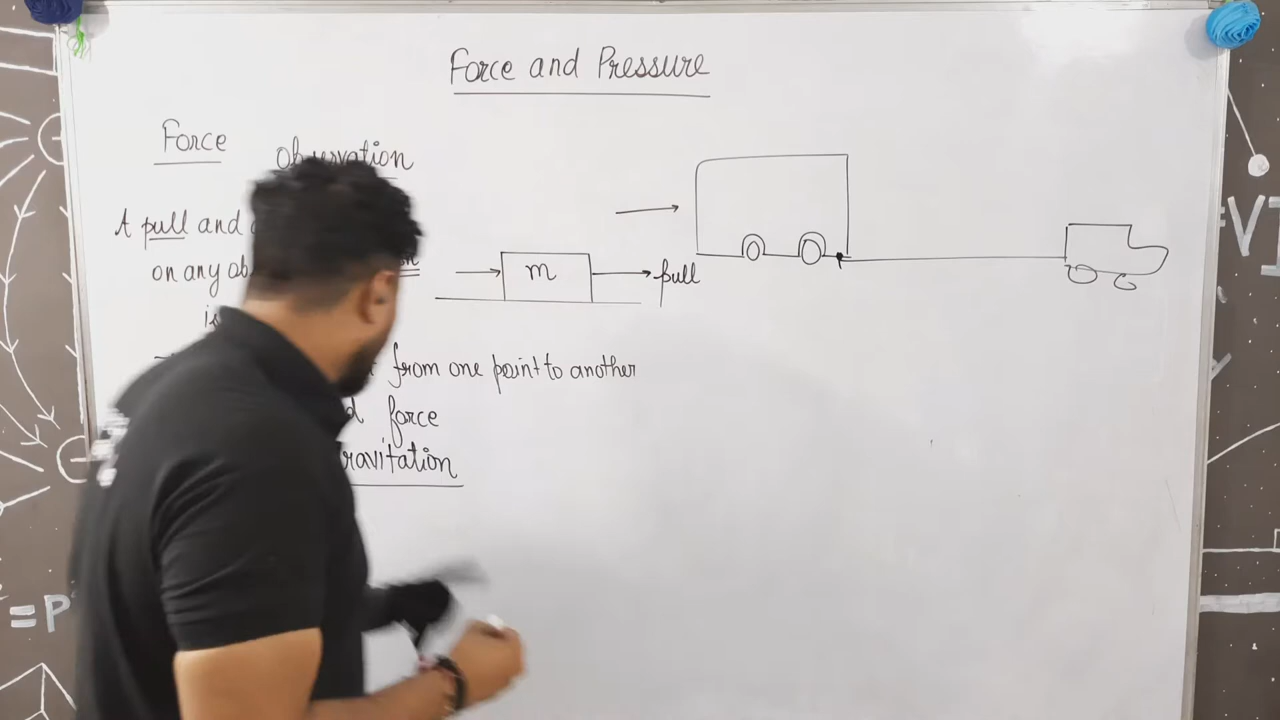 Force and Pressure
Force
observation
A pull and
on any ob
is
m
pull
from one point to another
force
ravitation
=P
=V